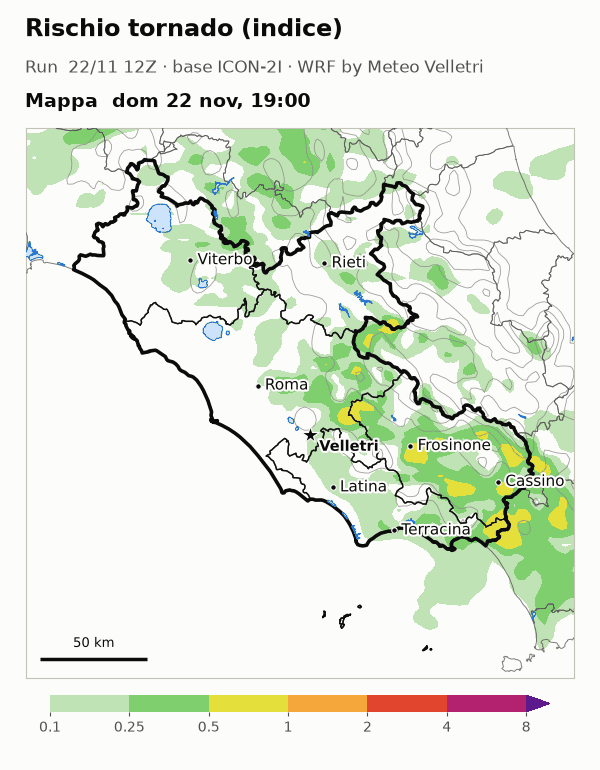 Rischio tornado (indice)
Run  22/11 12Z · base ICON-2I · WRF by Meteo Velletri
Mappa  dom 22 nov, 19:00
Viterbo
Rieti
Roma
Velletri
Frosinone
Cassino
Latina
Terracina
50 km
0.1 0.25 0.5 1 2 4 8